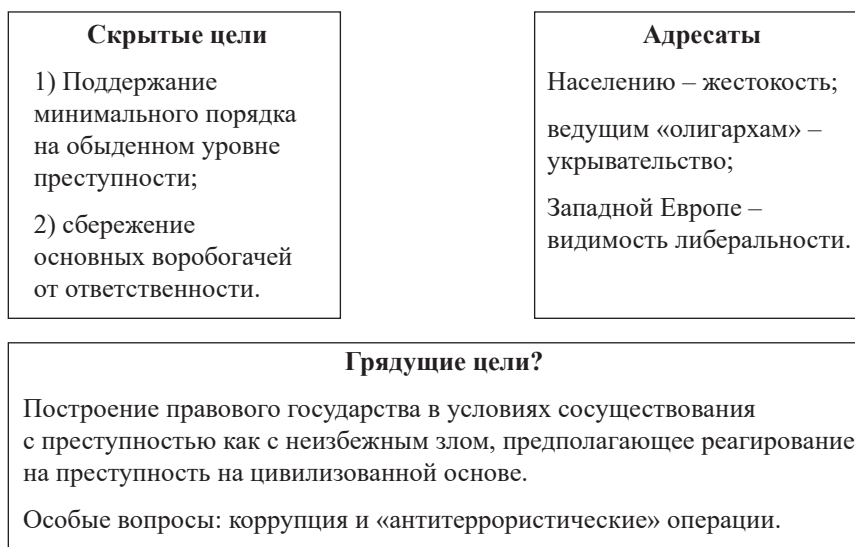 Скрытые цели
1) Поддержание
минимального порядка
на обыденном уровне
преступности;
2) сбережение
основных воробогачей
от ответственности.
Адресаты
Населению – жестокость;
ведущим «олигархам» –
укрывательство;
Западной Европе –
видимость либеральности.
Грядущие цели?
Построение правового государства в условиях сосуществования
с преступностью как с неизбежным злом, предполагающее реагирование
на преступность на цивилизованной основе.
Особые вопросы: коррупция и «антитеррористические» операции.